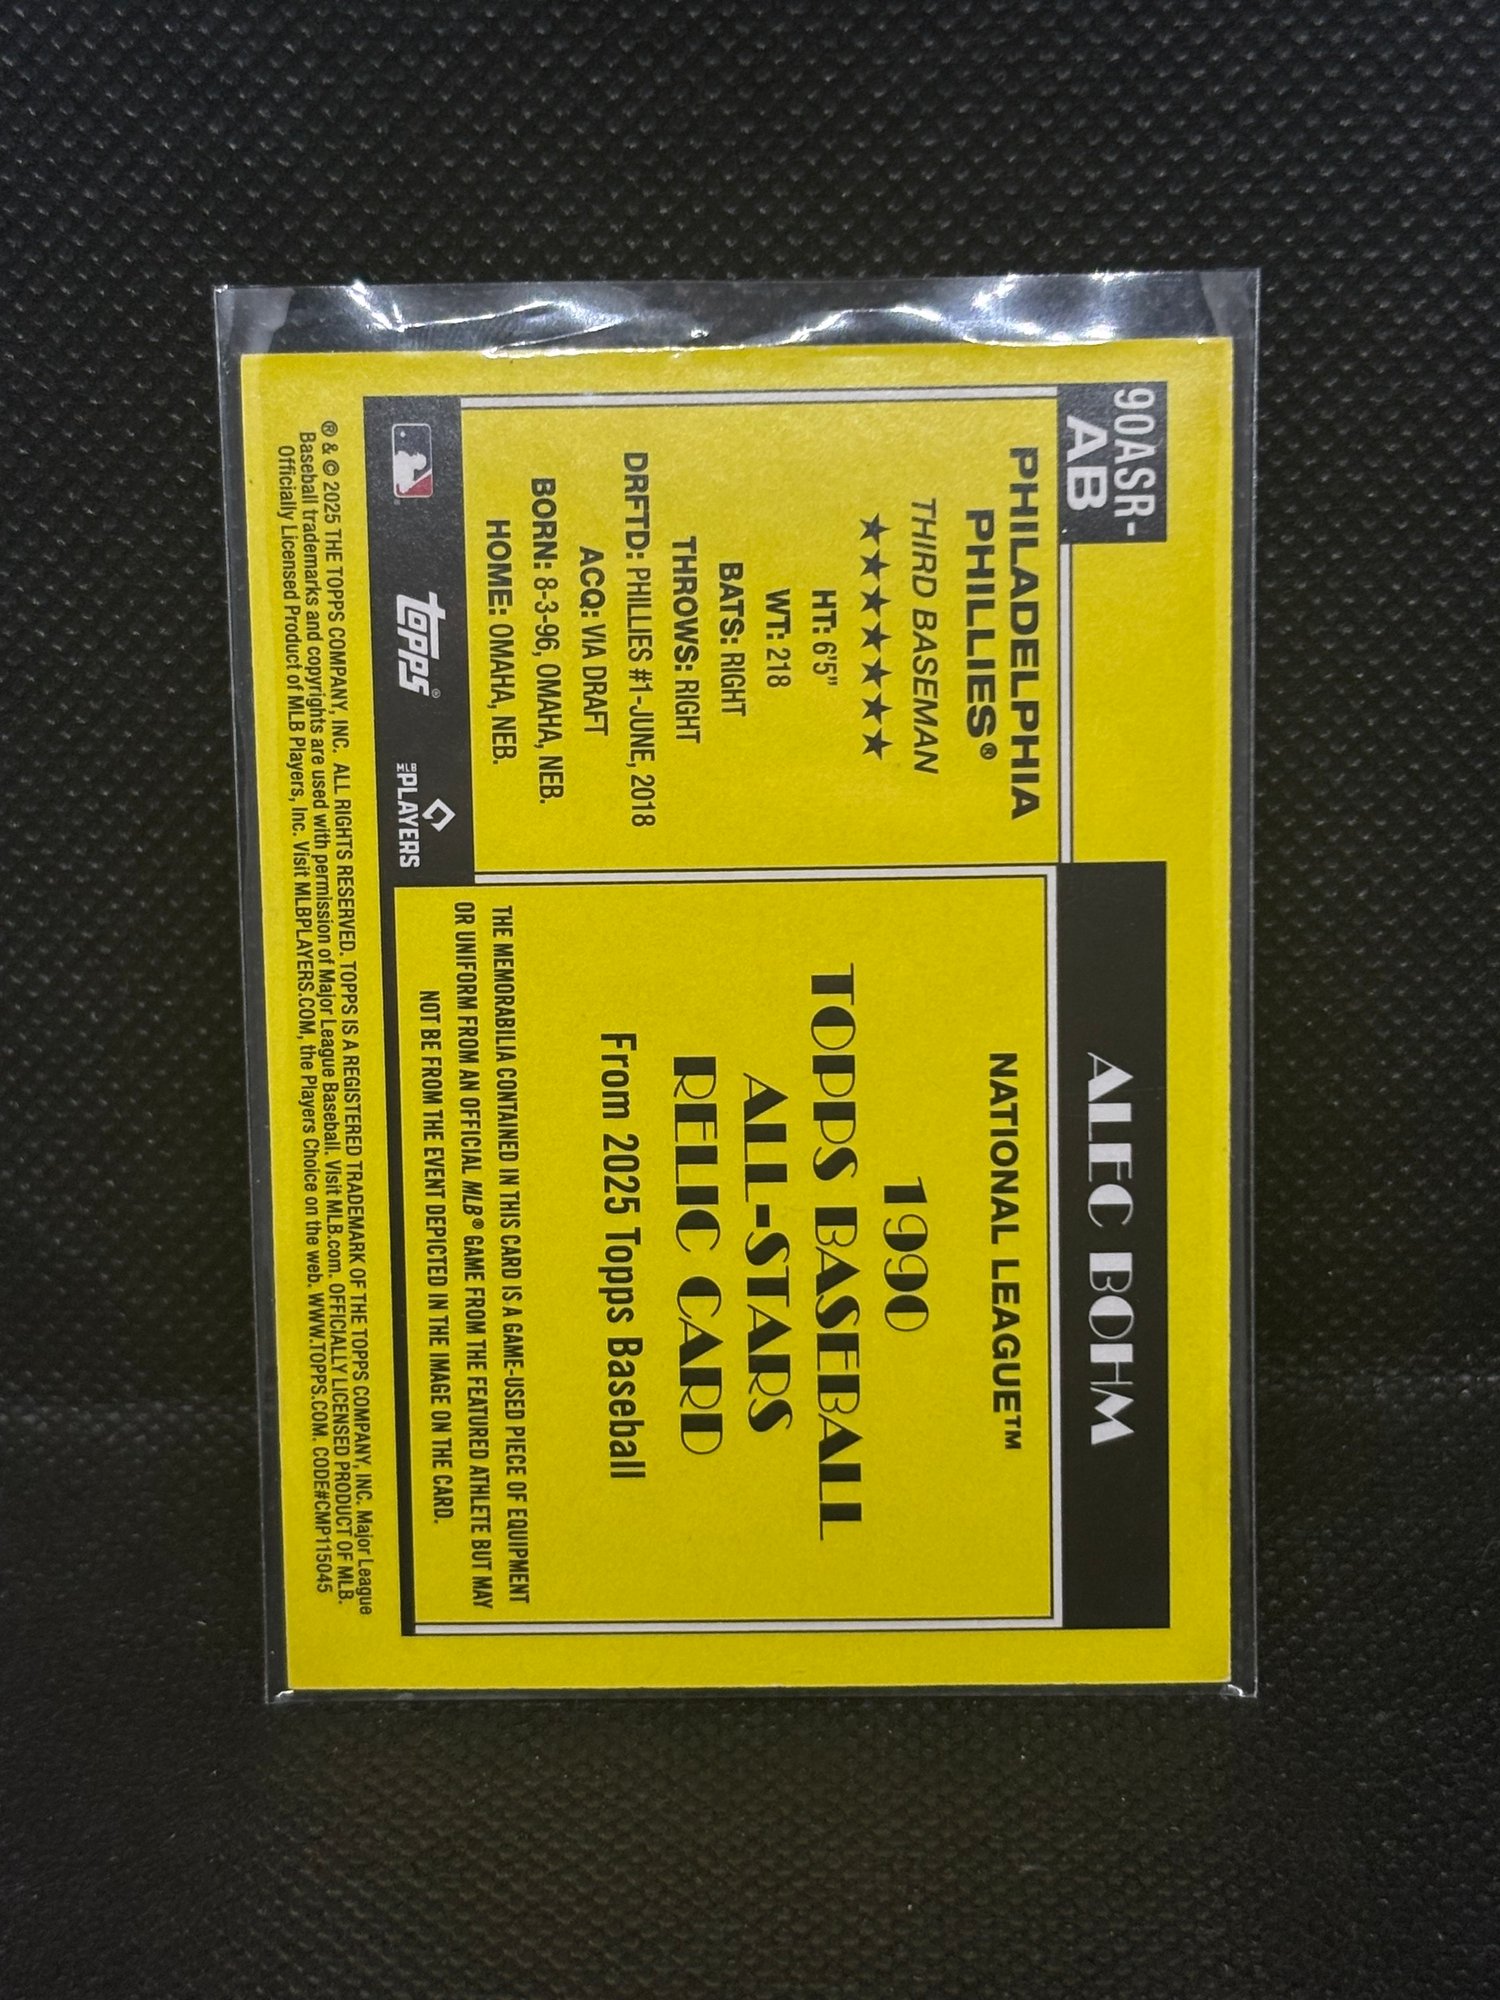 90ASR-
AB
ALEC BOHM
PHILADELPHIA
PHILLIES®
THIRD BASEMAN
★★★★★★
HT: 6'5"
WT: 218
BATS: RIGHT
THROWS: RIGHT
DRFTD: PHILLIES #1-JUNE, 2018
ACQ: VIA DRAFT
BORN: 8-3-96, OMAHA, NEB.
HOME: OMAHA, NEB.
NATIONAL LEAGUE™
1990
TOPPS BASEBALL
ALL-STARS
RELIC CARD
From 2025 Topps Baseball
THE MEMORABILIA CONTAINED IN THIS CARD IS A GAME-USED PIECE OF EQUIPMENT
OR UNIFORM FROM AN OFFICIAL MLB® GAME FROM THE FEATURED ATHLETE BUT MAY
NOT BE FROM THE EVENT DEPICTED IN THE IMAGE ON THE CARD.
topps®
MLB PLAYERS
® & © 2025 THE TOPPS COMPANY, INC. ALL RIGHTS RESERVED. TOPPS IS A REGISTERED TRADEMARK OF THE TOPPS COMPANY, INC. Major League
Baseball trademarks and copyrights are used with permission of Major League Baseball. Visit MLB.com. OFFICIALLY LICENSED PRODUCT OF MLB.
Officially Licensed Product of MLB Players, Inc. Visit MLBPLAYERS.COM, the Players Choice on the web. WWW.TOPPS.COM. CODE#CMP115045